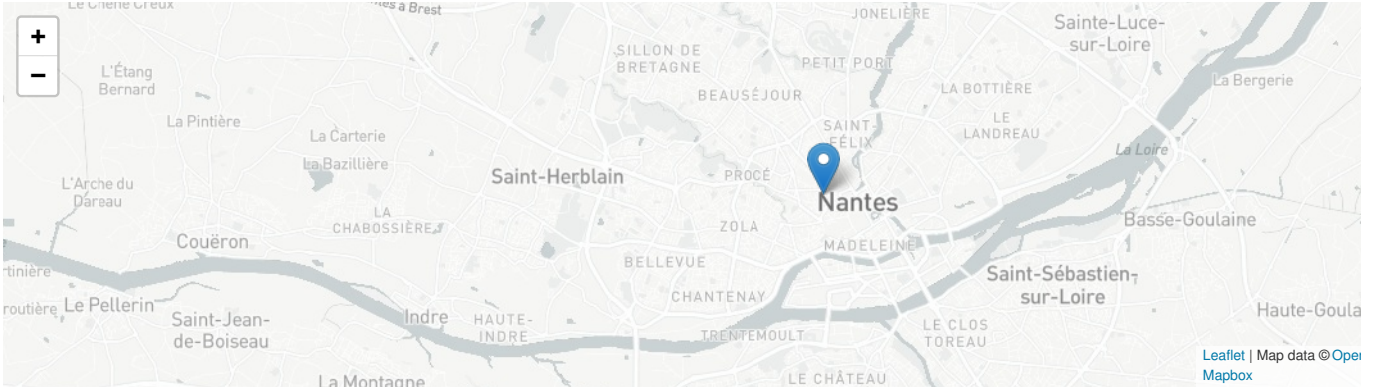 Le Chêne Creux
à Brest
JONELIÈRE
Sainte-Luce-
sur-Loire
+
−
SILLON DE
BRETAGNE
PETIT PORT
L'Étang
Bernard
La Bergerie
BEAUSÉJOUR
LA BOTTIÈRE
La Pintière
La Carterie
SAINT-
FÉLIX
LE
LANDREAU
La Bazillière
La Loire
Saint-Herblain
PROCÉ
L'Arche du
Dareau
Nantes
LA
CHABOSSIÈRE
Basse-Goulaine
ZOLA
Couëron
MADELEINE
BELLEVUE
rtinière
Saint-Sébastien-
sur-Loire
CHANTENAY
routière
Le Pellerin
Saint-Jean-
de-Boiseau
Indre
HAUTE-
INDRE
Haute-Goula
TRENTEMOULT
LE CLOS
TOREAU
La Montagne
LE CHÂTEAU
Leaflet | Map data © Oper
Mapbox